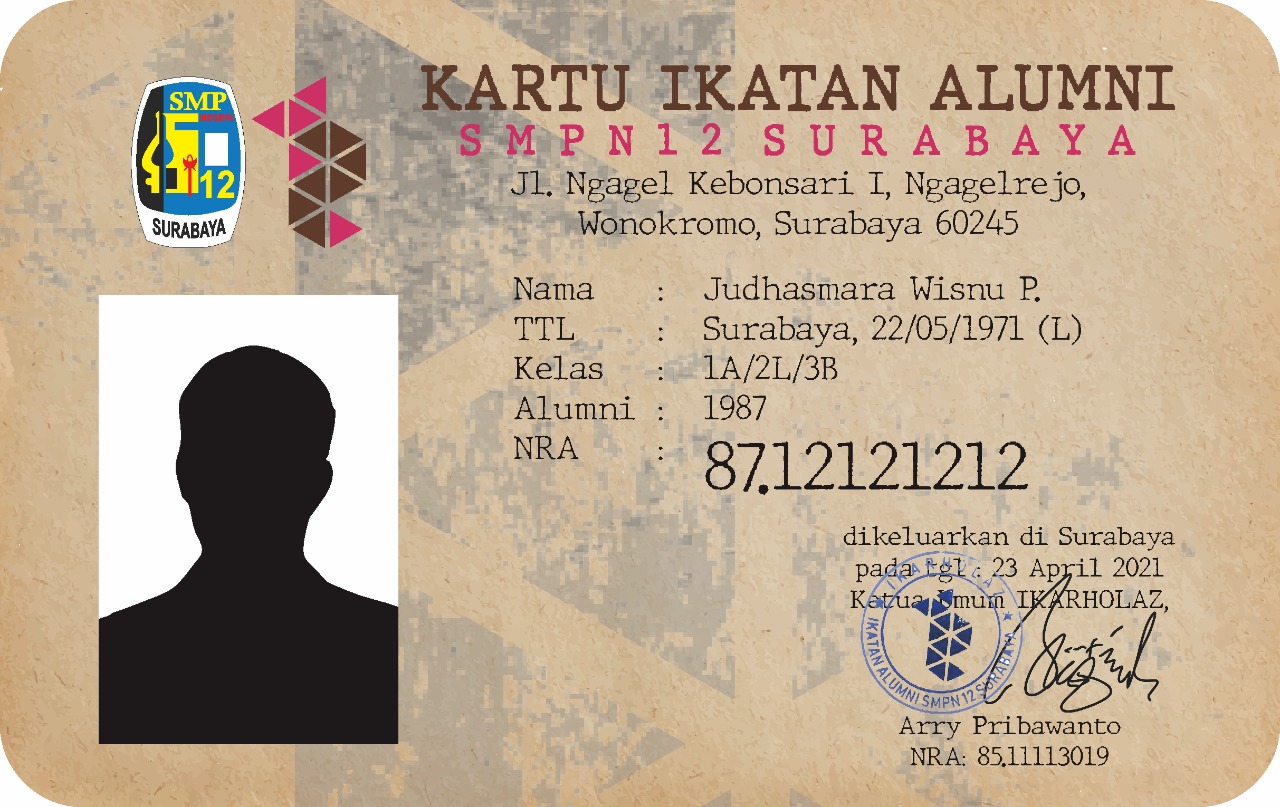 SMP
12
SURABAYA
KARTU IKATAN ALUMNI
SMPN12 SURABAYA
Jl. Ngagel Kebonsari I, Ngagelrejo,
Wonokromo, Surabaya 60245
Nama : Judhasmara Wisnu P.
TTL : Surabaya, 22/05/1971 (L)
Kelas : 1A/2L/3B
Alumni : 1987
NRA : 87.12121212
dikeluarkan di Surabaya
pada tgl : 23 April 2021
Ketua Umum IKARHOLAZ,
IKARHOLAZ
IKATAN ALUMNI SMPN 12 SURABAYA
Arry Pribawanto
NRA: 85.11113019